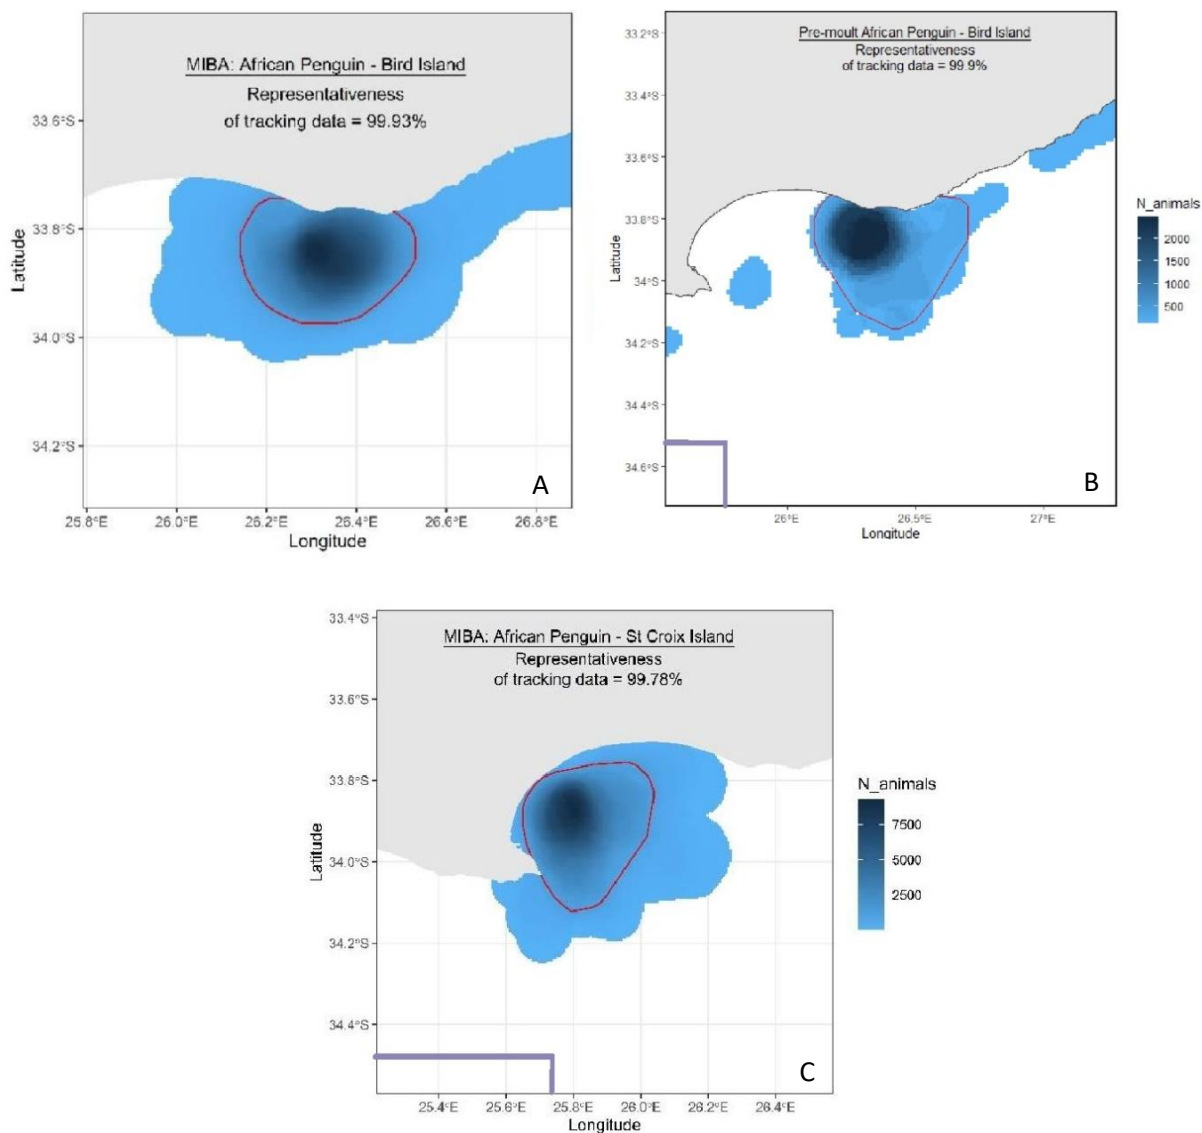 MIBA: African Penguin - Bird Island
Representativeness
of tracking data = 99.93%
33.6°S
33.8°S
34.0°S
34.2°S
Latitude
25.8°E 26.0°E 26.2°E 26.4°E 26.6°E 26.8°E
Longitude
A
Pre-moult African Penguin - Bird Island
Representativeness
of tracking data = 99.9%
33.2°S
33.4°S
33.6°S
33.8°S
34°S
34.2°S
34.4°S
34.6°S
Latitude
26°E 26.5°E 27°E
Longitude
B
N_animals
2000
1500
1000
500
MIBA: African Penguin - St Croix Island
Representativeness
of tracking data = 99.78%
33.4°S
33.6°S
33.8°S
34.0°S
34.2°S
34.4°S
Latitude
25.4°E 25.6°E 25.8°E 26.0°E 26.2°E 26.4°E
Longitude
C
N_animals
7500
5000
2500